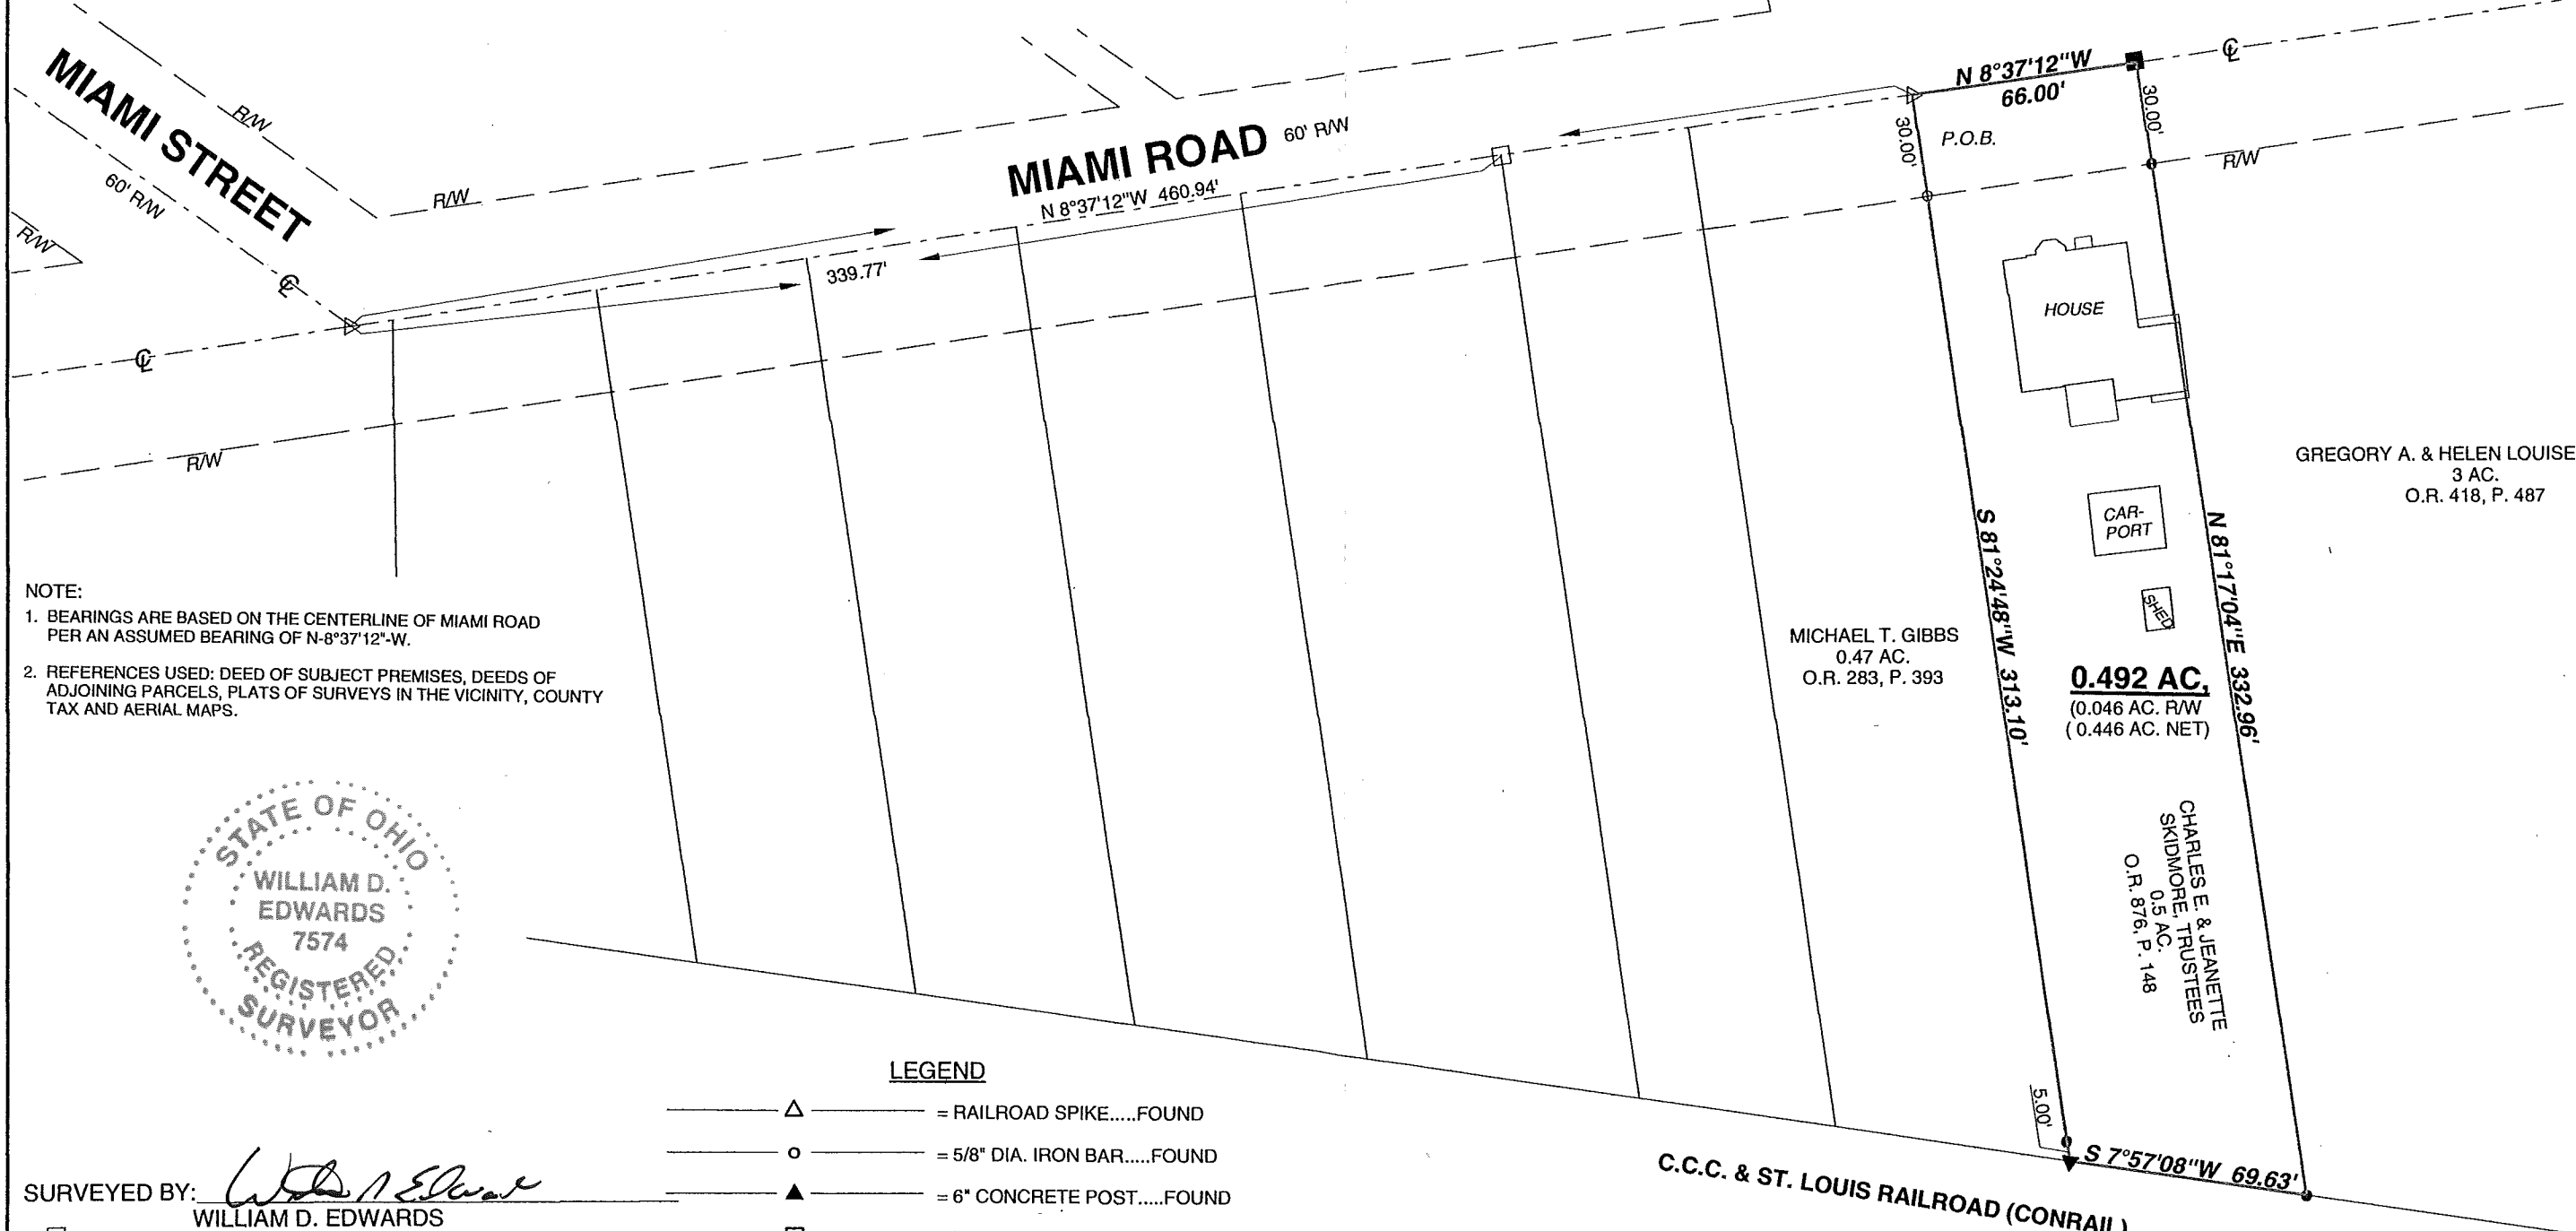 MIAMI STREET
60' R/W
R/W
R/W
R/W
R/W
℄
℄
MIAMI ROAD 60' R/W
N 8°37'12"W 460.94'
339.77'
N 8°37'12"W
66.00'
℄
30.00'
30.00'
P.O.B.
R/W
HOUSE
CAR-
PORT
SHED
GREGORY A. & HELEN LOUISE
3 AC.
O.R. 418, P. 487
S 81°24'48"W 313.10'
N 81°17'04"E 332.96'
MICHAEL T. GIBBS
0.47 AC.
O.R. 283, P. 393
0.492 AC,
(0.046 AC. R/W
( 0.446 AC. NET)
CHARLES E. & JEANETTE
SKIDMORE, TRUSTEES
0.5 AC.
O.R. 876, P. 148
5.00'
S 7°57'08"W 69.63'
C.C.C. & ST. LOUIS RAILROAD (CONRAIL)
NOTE:
1. BEARINGS ARE BASED ON THE CENTERLINE OF MIAMI ROAD
PER AN ASSUMED BEARING OF N-8°37'12"-W.
2. REFERENCES USED: DEED OF SUBJECT PREMISES, DEEDS OF
ADJOINING PARCELS, PLATS OF SURVEYS IN THE VICINITY, COUNTY
TAX AND AERIAL MAPS.
STATE OF OHIO
WILLIAM D.
EDWARDS
7574
REGISTERED
SURVEYOR
LEGEND
= RAILROAD SPIKE.....FOUND
= 5/8" DIA. IRON BAR.....FOUND
= 6" CONCRETE POST.....FOUND
SURVEYED BY: William D Edwards
WILLIAM D. EDWARDS